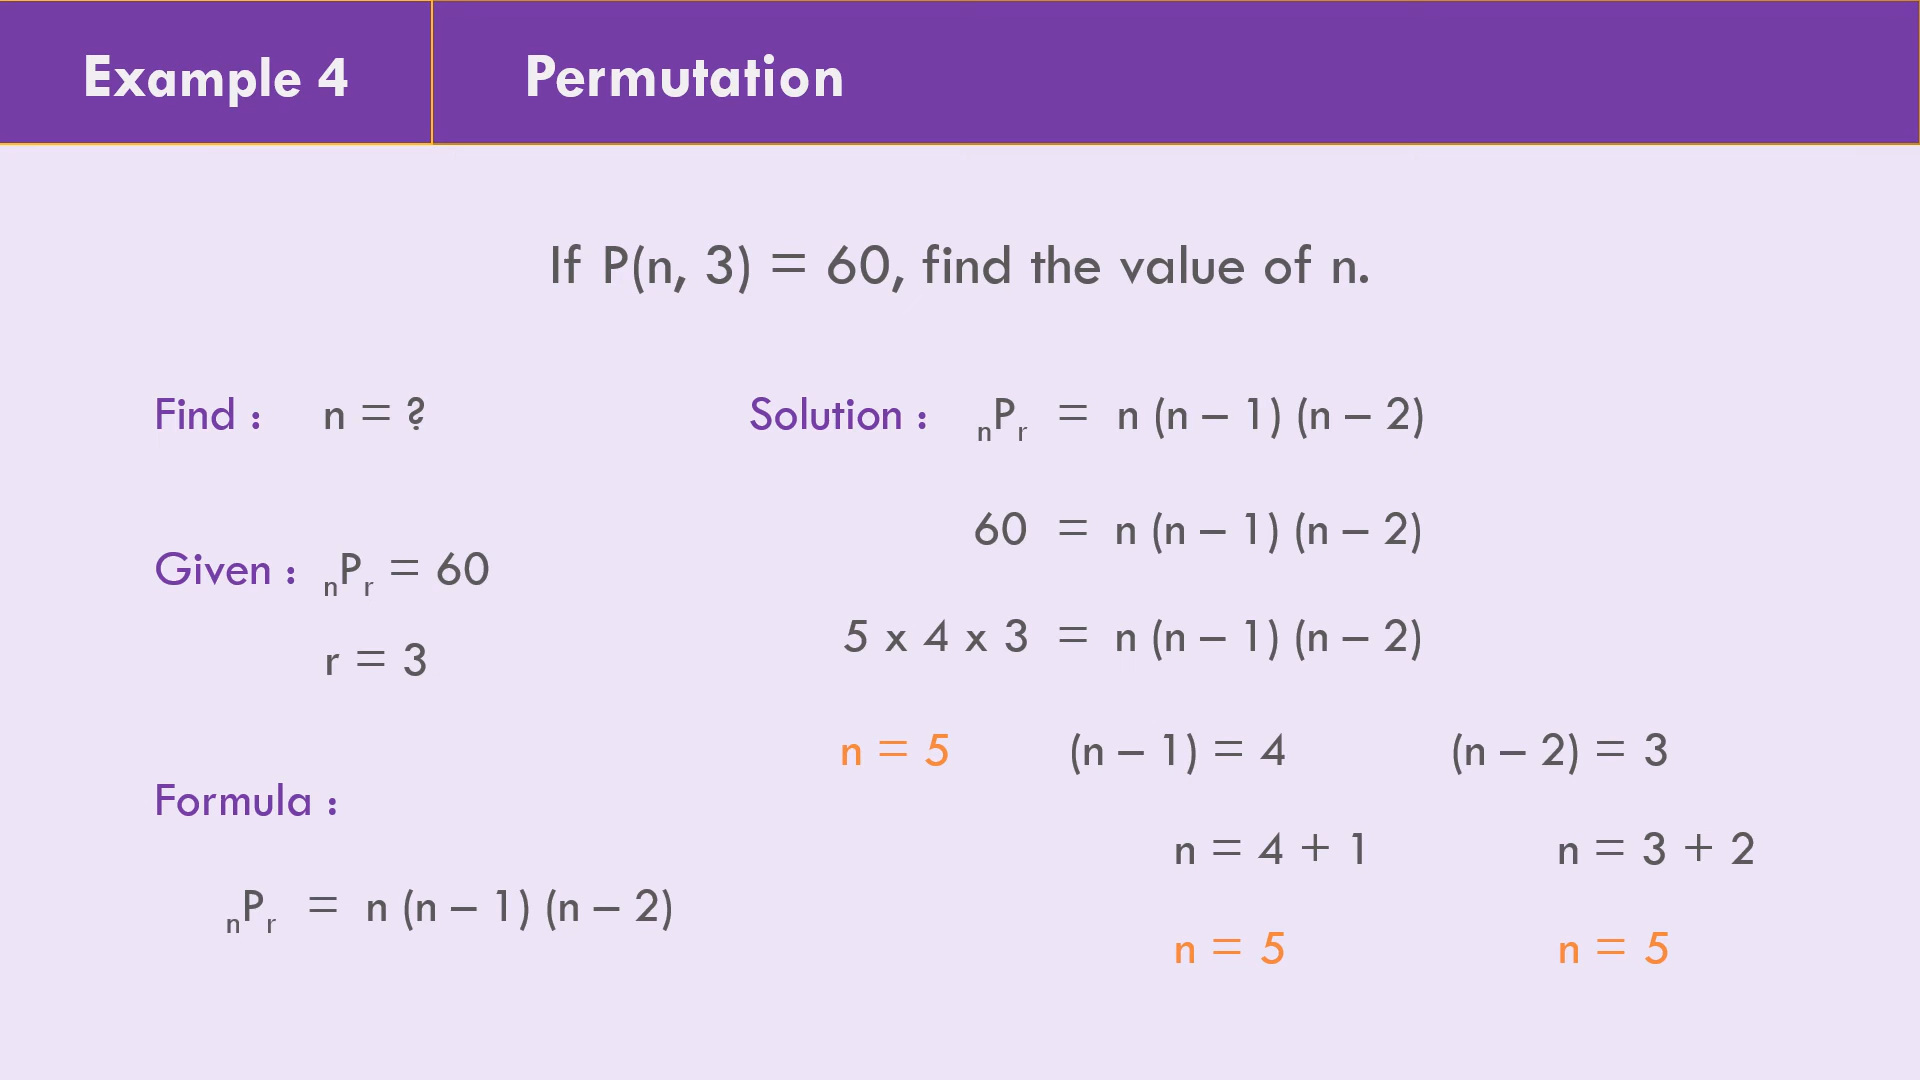 Example 4
Permutation
If P(n, 3) = 60, find the value of n.
Find : n = ?
Given : nPr = 60
r = 3
Formula :
nPr = n (n – 1) (n – 2)
Solution : nPr = n (n – 1) (n – 2)
60 = n (n – 1) (n – 2)
5 x 4 x 3 = n (n – 1) (n – 2)
n = 5 (n – 1) = 4 (n – 2) = 3
n = 4 + 1 n = 3 + 2
n = 5 n = 5